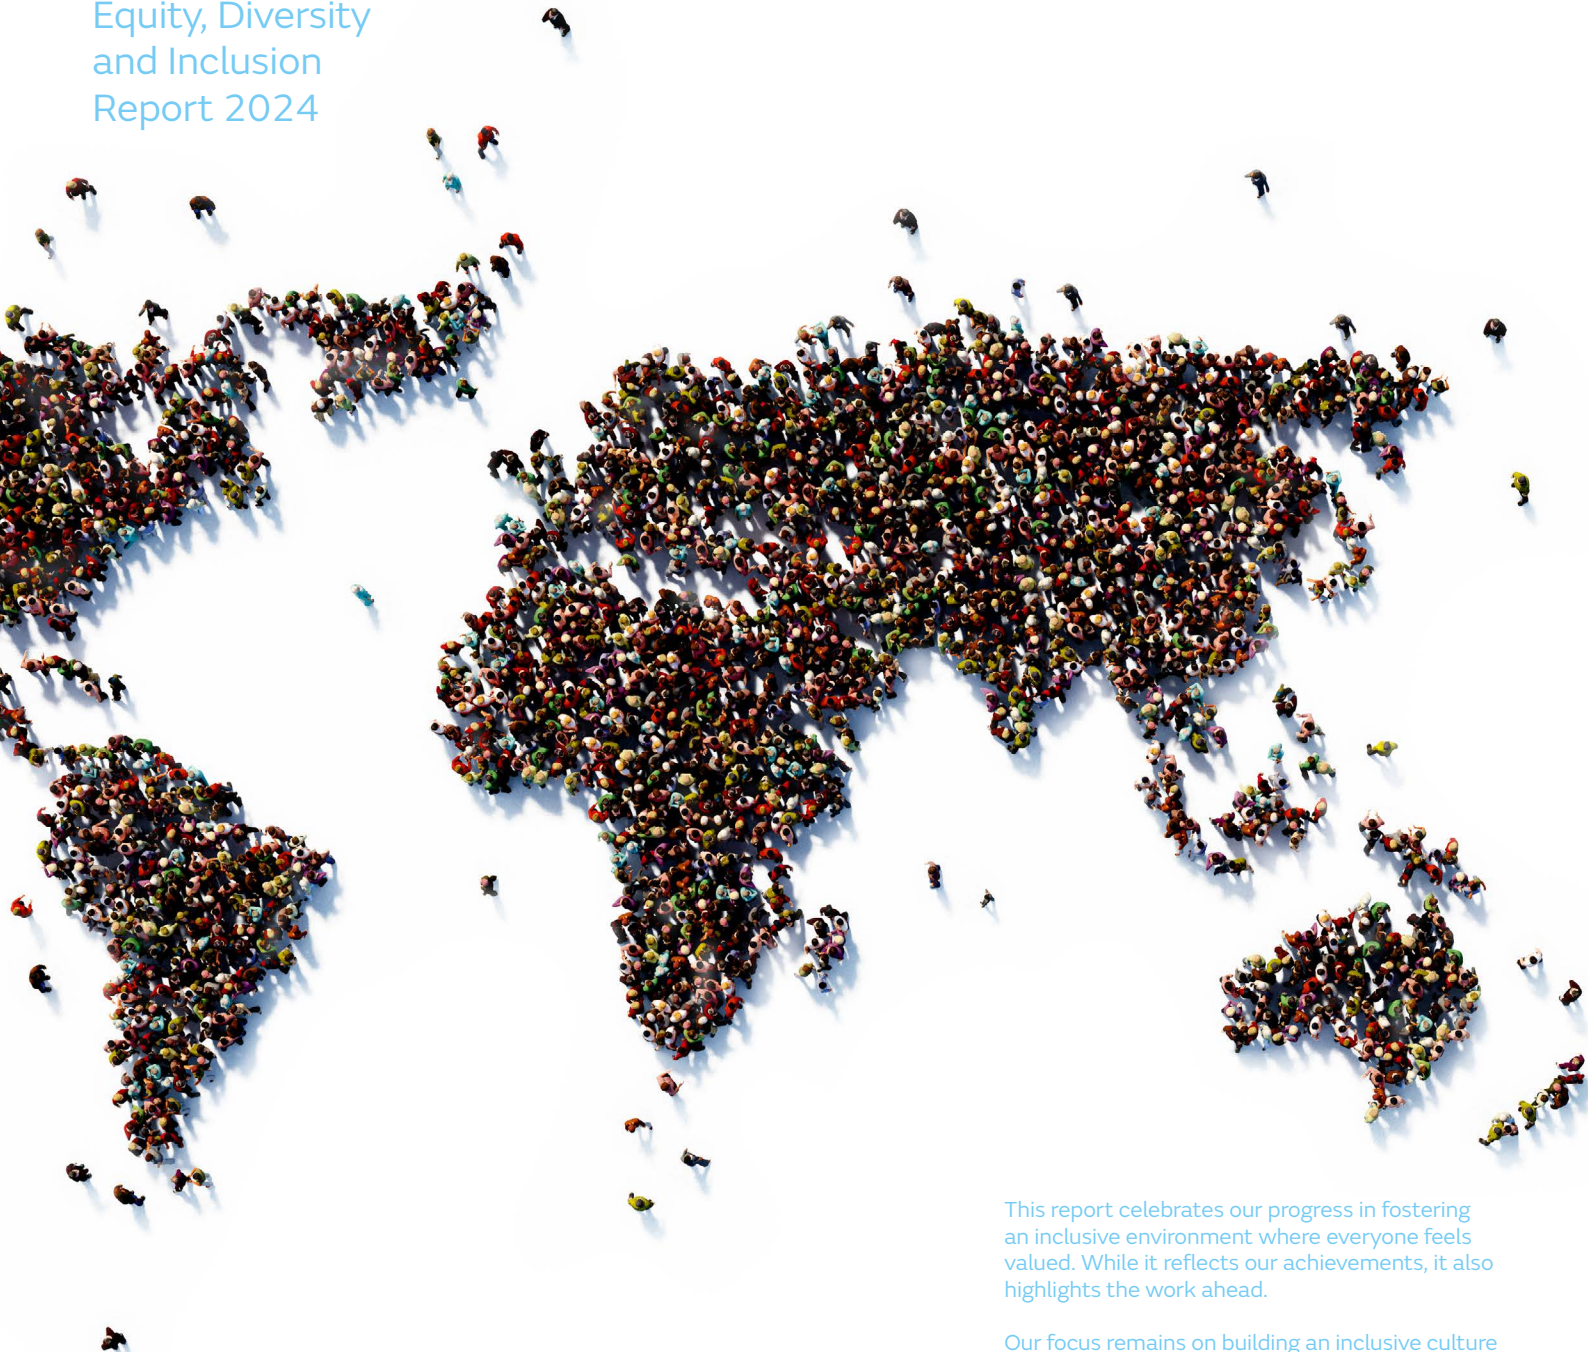 Equity, Diversity
and Inclusion
Report 2024
This report celebrates our progress in fostering
an inclusive environment where everyone feels
valued. While it reflects our achievements, it also
highlights the work ahead.
Our focus remains on building an inclusive culture